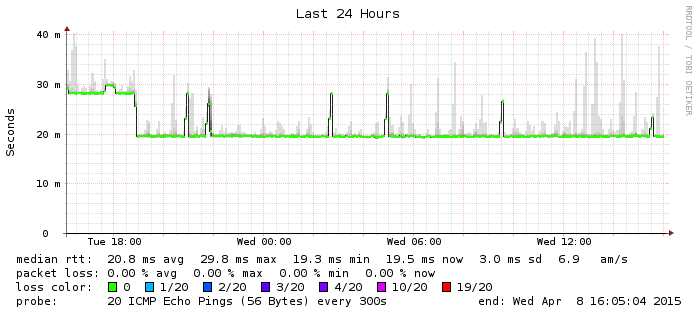 Last 24 Hours
RRDTOOL / TOBI OETIKER
Seconds
40 m
30 m
20 m
10 m
0
Tue 18:00 Wed 00:00 Wed 06:00 Wed 12:00
median rtt: 20.8 ms avg 29.8 ms max 19.3 ms min 19.5 ms now 3.0 ms sd 6.9 am/s
packet loss: 0.00 % avg 0.00 % max 0.00 % min 0.00 % now
loss color: 0 1/20 2/20 3/20 4/20 10/20 19/20
probe: 20 ICMP Echo Pings (56 Bytes) every 300s end: Wed Apr 8 16:05:04 2015